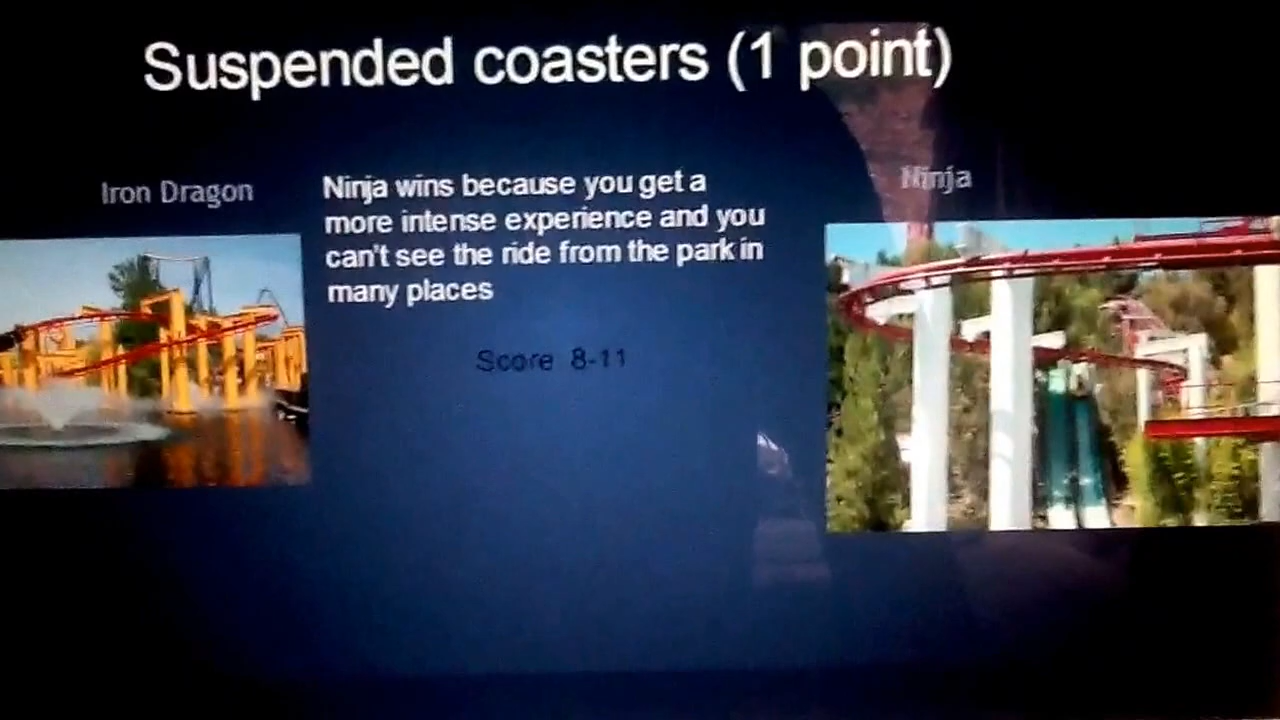 Suspended coasters (1 point)
Iron Dragon
Ninja wins because you get a
more intense experience and you
can't see the ride from the park in
many places
Score 8-11
Ninja